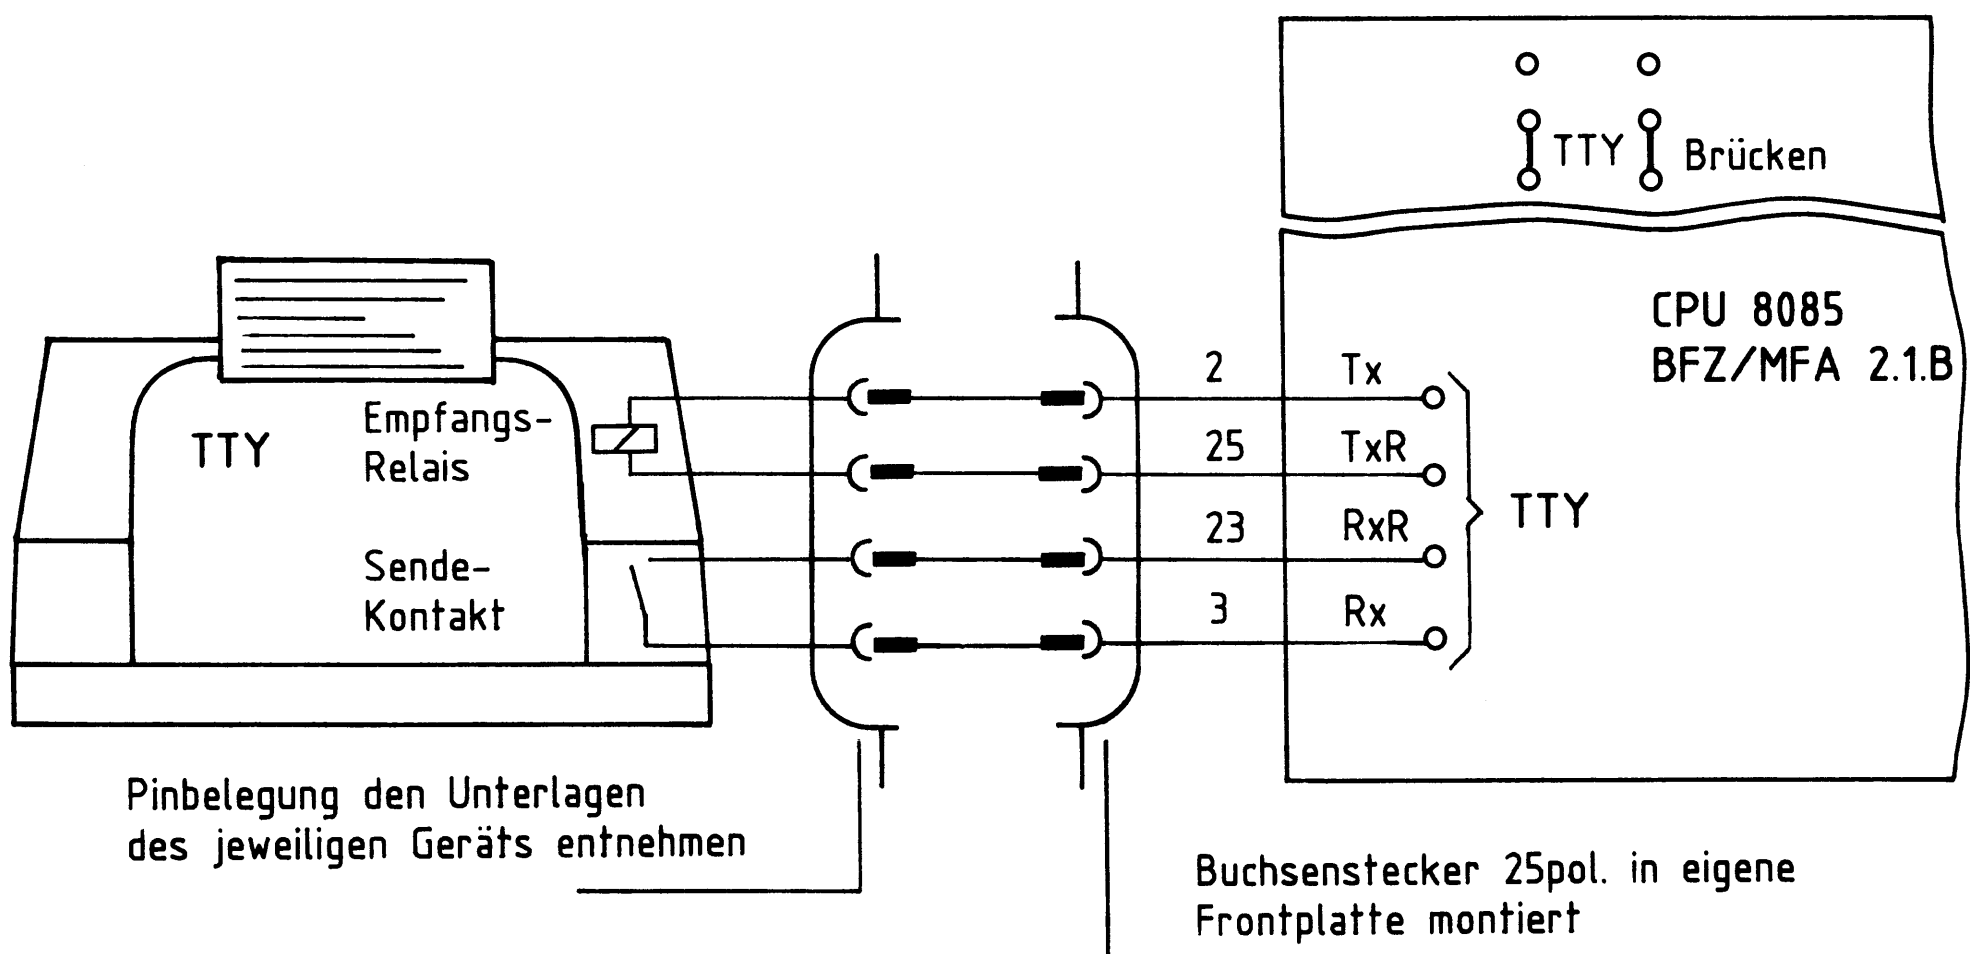 TTY Brücken
CPU 8085
BFZ/MFA 2.1.B
TTY
Empfangs-
Relais
Sende-
Kontakt
2 Tx
25 TxR
23 RxR
3 Rx
TTY
Pinbelegung den Unterlagen
des jeweiligen Geräts entnehmen
Buchsenstecker 25pol. in eigene
Frontplatte montiert